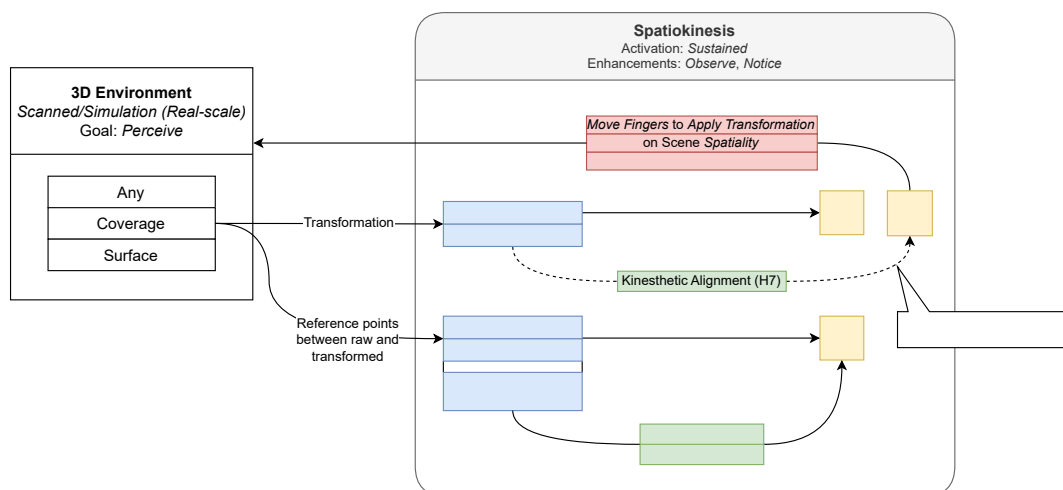 Spatiokinesis
Activation: Sustained
Enhancements: Observe, Notice
3D Environment
Scanned/Simulation (Real-scale)
Goal: Perceive
Move Fingers to Apply Transformation
on Scene Spatiality
Any
Coverage
Surface
Transformation
Kinesthetic Alignment (H7)
Reference points
between raw and
transformed